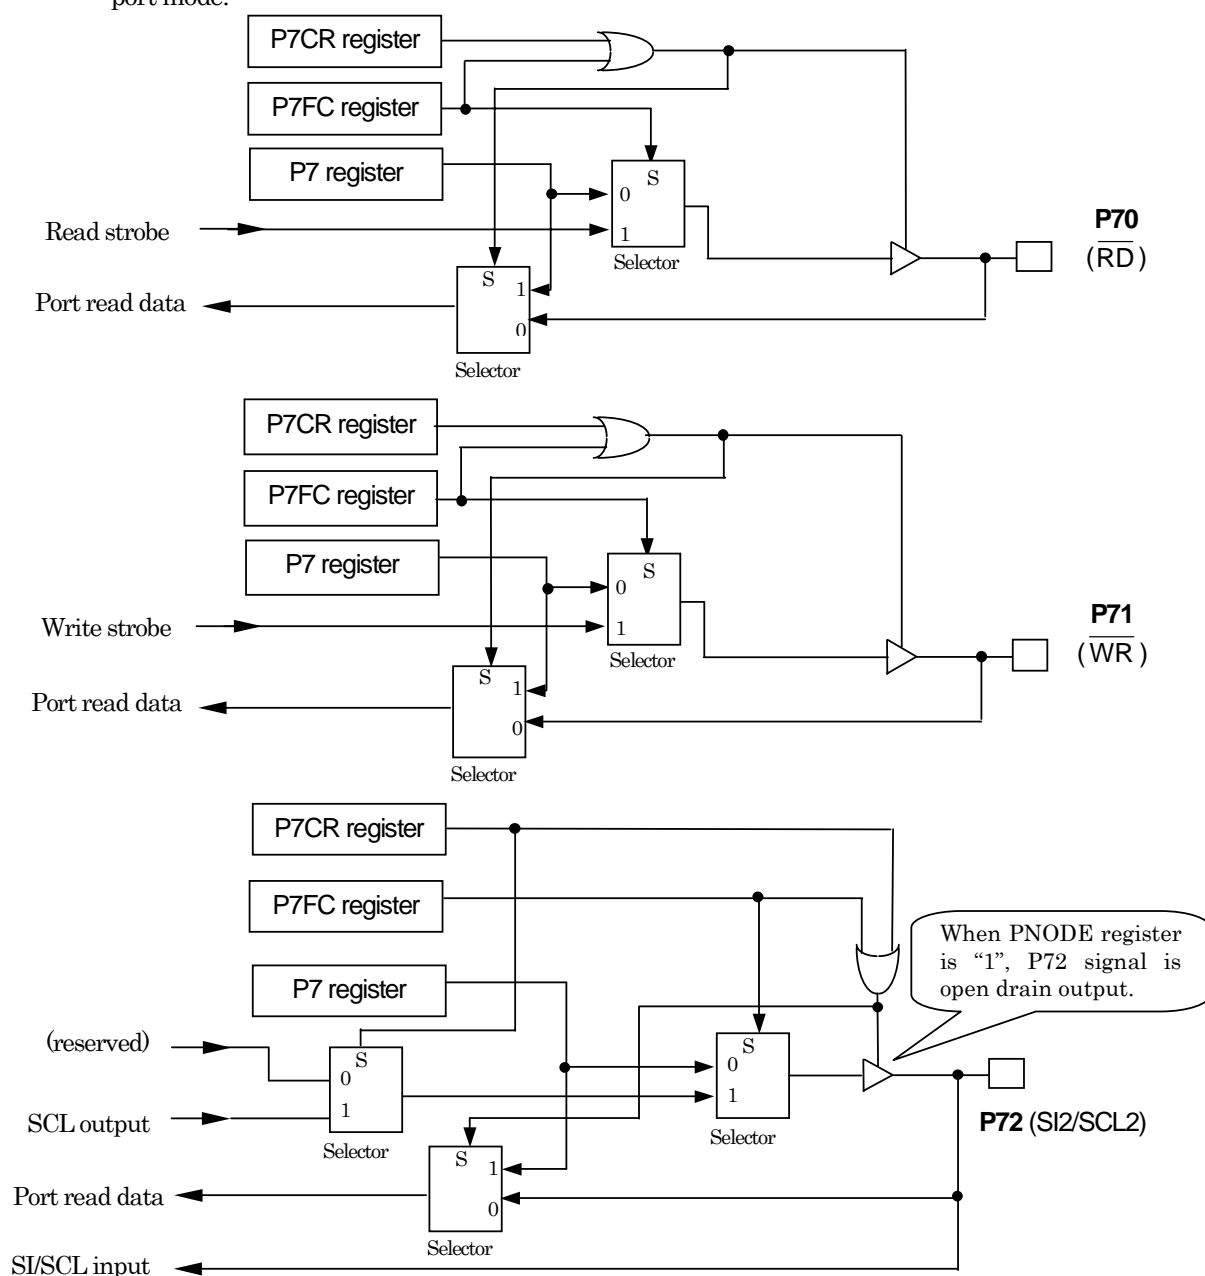 port mode.
P7CR register
P7FC register
P7 register
S
0
1
Selector
Read strobe
P70
(RD)
S
1
0
Selector
Port read data
P7CR register
P7FC register
P7 register
S
0
1
Selector
Write strobe
P71
(WR)
S
1
0
Selector
Port read data
P7CR register
P7FC register
When PNODE register
is “1”, P72 signal is
open drain output.
P7 register
(reserved)
S
0
1
Selector
SCL output
S
0
1
Selector
P72 (SI2/SCL2)
S
1
0
Selector
Port read data
SI/SCL input